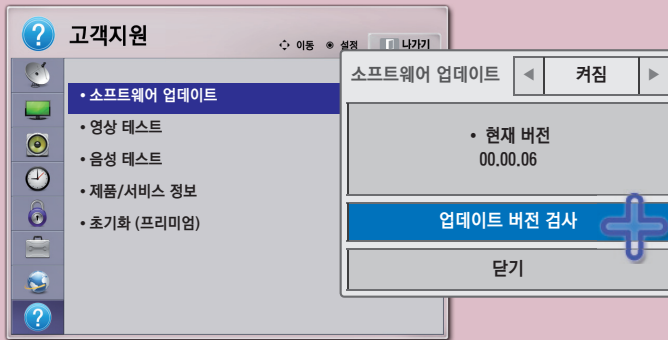 고객지원
이동 설정 나가기
• 소프트웨어 업데이트
• 영상 테스트
• 음성 테스트
• 제품/서비스 정보
• 초기화 (프리미엄)
소프트웨어 업데이트 ◀ 켜짐 ▶
• 현재 버전
00.00.06
업데이트 버전 검사
닫기